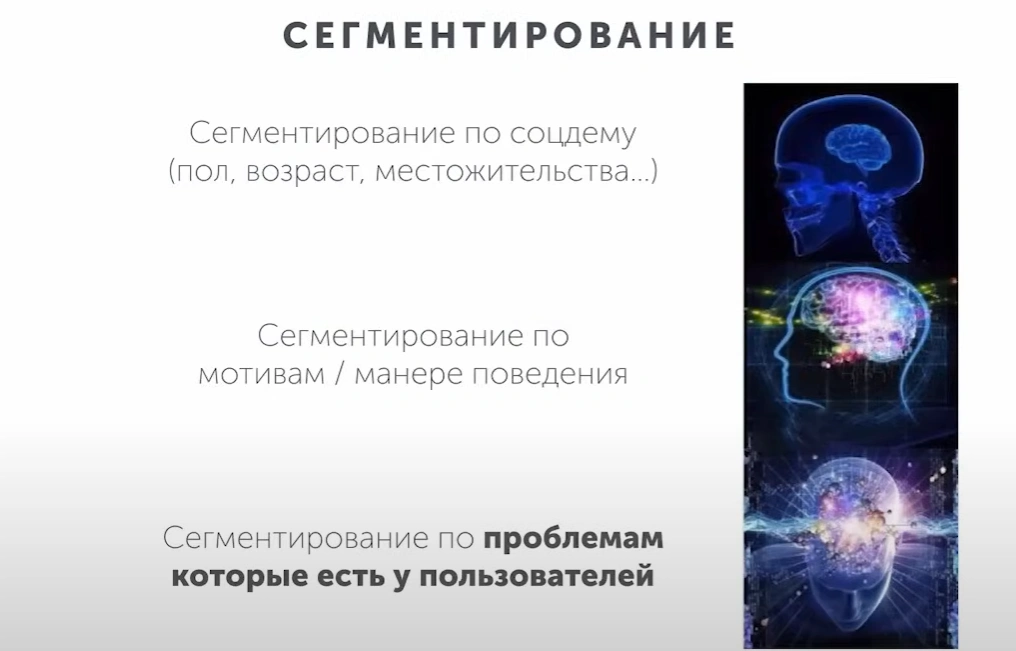 СЕГМЕНТИРОВАНИЕ
Сегментирование по соцдему
(пол, возраст, местожительства...)
Сегментирование по
мотивам / манере поведения
Сегментирование по проблемам
которые есть у пользователей